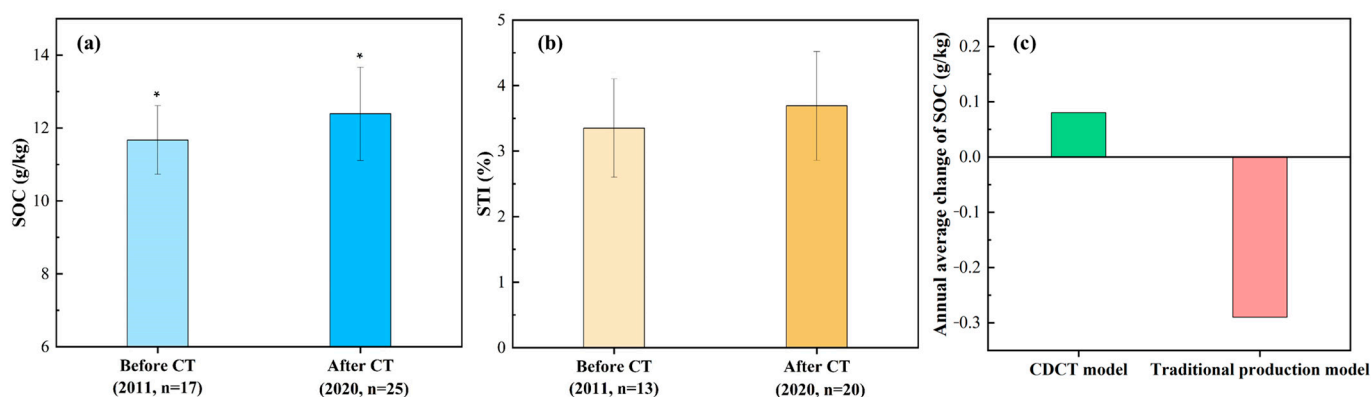 (a)
SOC (g/kg)
14
12
10
8
6
*
*
Before CT
(2011, n=17)
After CT
(2020, n=25)
(b)
STI (%)
5
4
3
2
1
0
Before CT
(2011, n=13)
After CT
(2020, n=20)
(c)
Annual average change of SOC (g/kg)
0.2
0.1
0.0
-0.1
-0.2
-0.3
CDCT model
Traditional production model